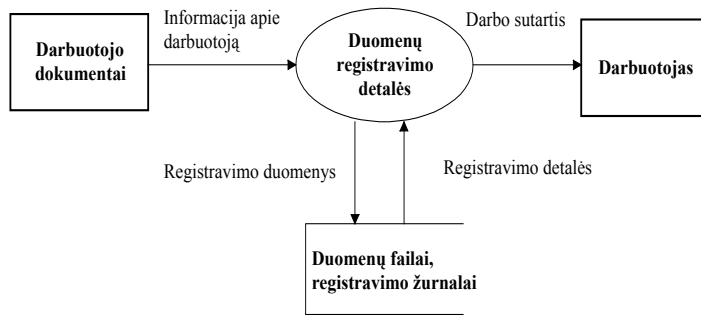 Informacija apie
darbuotoją
Darbo sutartis
Darbuotojo
dokumentai
Duomenų
registravimo
detalės
Darbuotojas
Registravimo duomenys
Registravimo detalės
Duomenų failai,
registravimo žurnalai